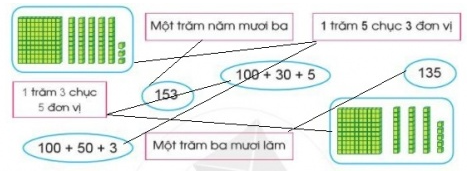 Một trăm năm mươi ba
1 trăm 5 chục 3 đơn vị
100 + 30 + 5
135
1 trăm 3 chục
5 đơn vị
153
100 + 50 + 3
Một trăm ba mươi lăm